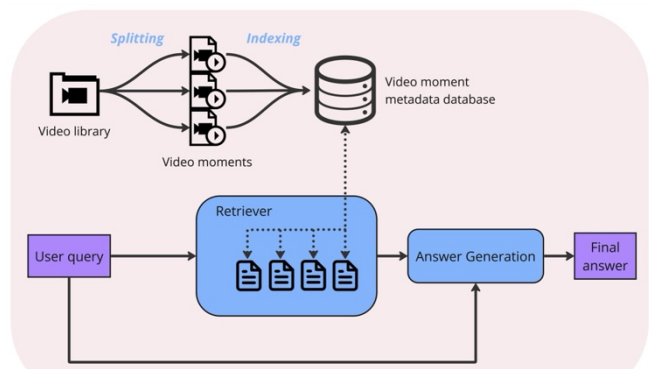 Splitting
Indexing
Video library
Video moments
Video moment
metadata database
Retriever
User query
Answer Generation
Final
answer